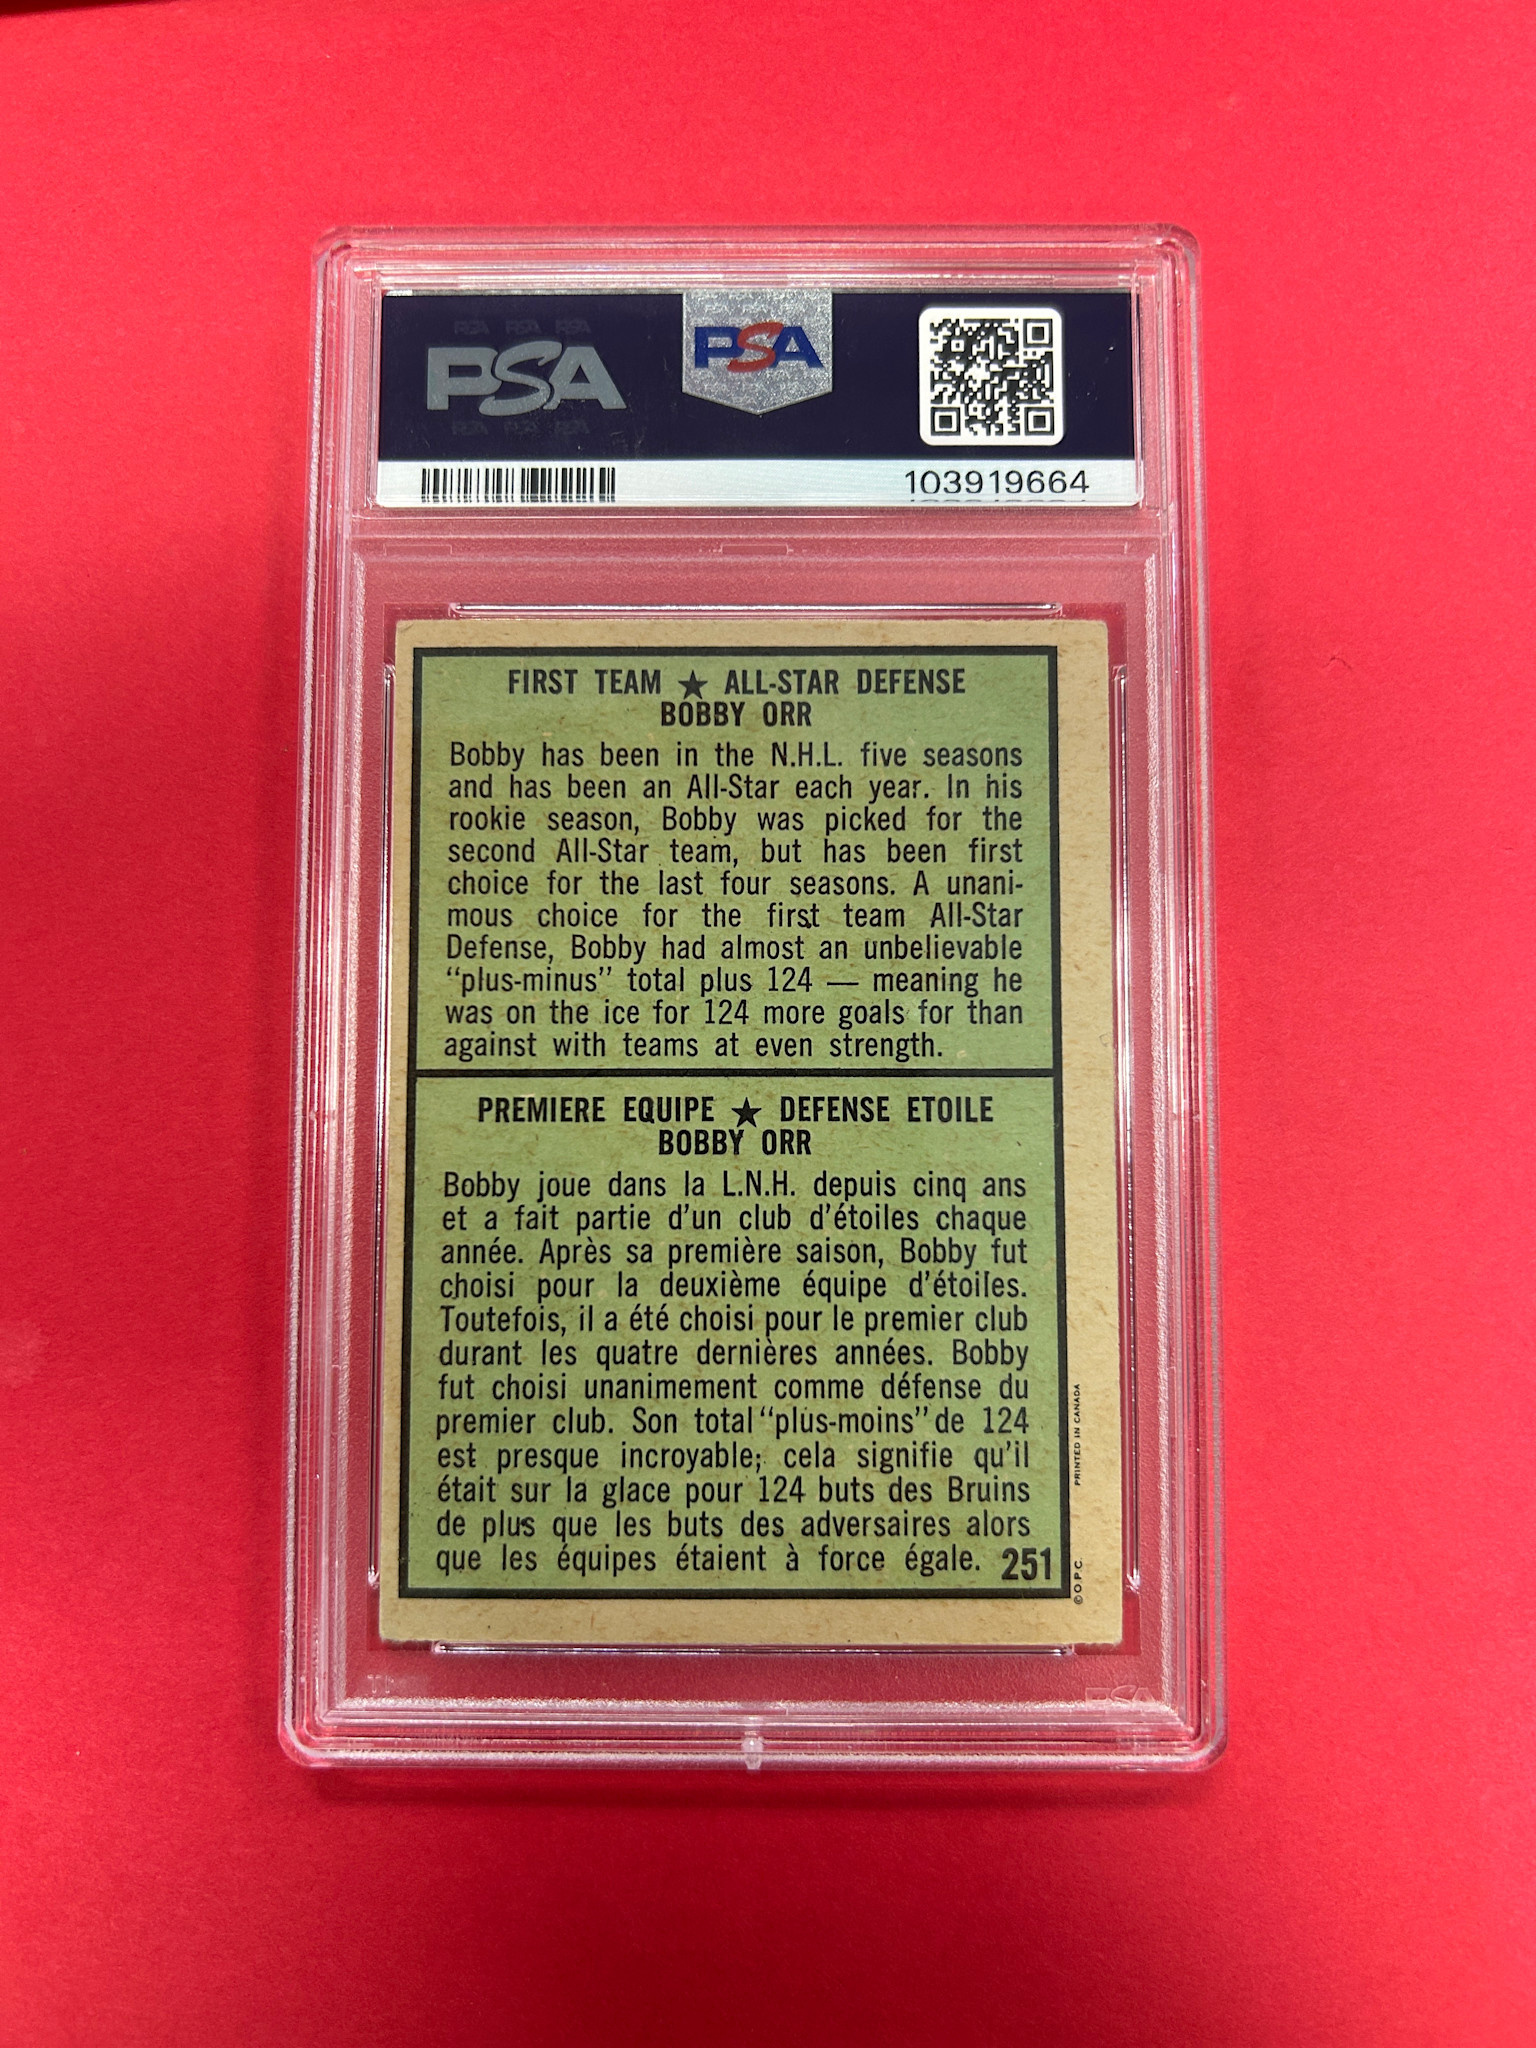 PSA PSA PSA
PSA
PSA PSA PSA
PSA
103919664
FIRST TEAM ★ ALL-STAR DEFENSE
BOBBY ORR
Bobby has been in the N.H.L. five seasons
and has been an All-Star each year. In his
rookie season, Bobby was picked for the
second All-Star team, but has been first
choice for the last four seasons. A unani-
mous choice for the first team All-Star
Defense, Bobby had almost an unbelievable
"plus-minus" total plus 124 — meaning he
was on the ice for 124 more goals for than
against with teams at even strength.
PREMIERE EQUIPE ★ DEFENSE ETOILE
BOBBY ORR
Bobby joue dans la L.N.H. depuis cinq ans
et a fait partie d'un club d'étoiles chaque
année. Après sa première saison, Bobby fut
choisi pour la deuxième équipe d'étoiles.
Toutefois, il a été choisi pour le premier club
durant les quatre dernières années. Bobby
fut choisi unanimement comme défense du
premier club. Son total "plus-moins" de 124
est presque incroyable; cela signifie qu'il
était sur la glace pour 124 buts des Bruins
de plus que les buts des adversaires alors
que les équipes étaient à force égale. 251
© O.P.C. PRINTED IN CANADA
PSA